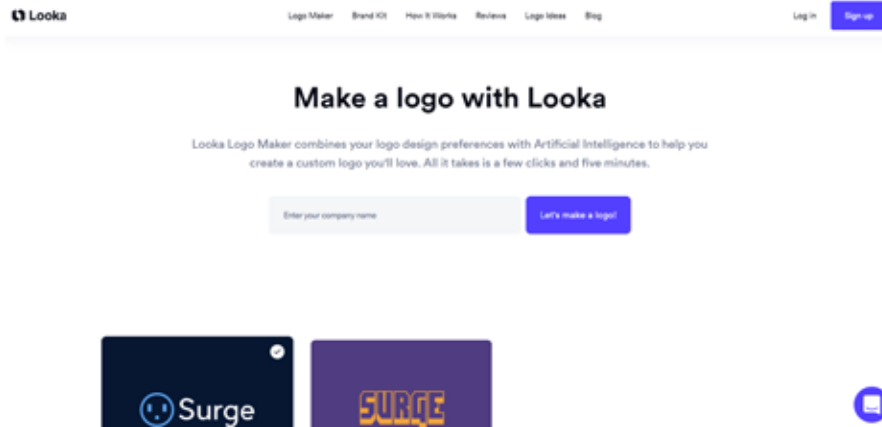 Looka
Logo Maker Brand Kit How It Works Reviews Logo Ideas Blog Log in Sign up
Make a logo with Looka
Looka Logo Maker combines your logo design preferences with Artificial Intelligence to help you
create a custom logo you'll love. All it takes is a few clicks and five minutes.
Enter your company name Let's make a logo!
Surge SURGE